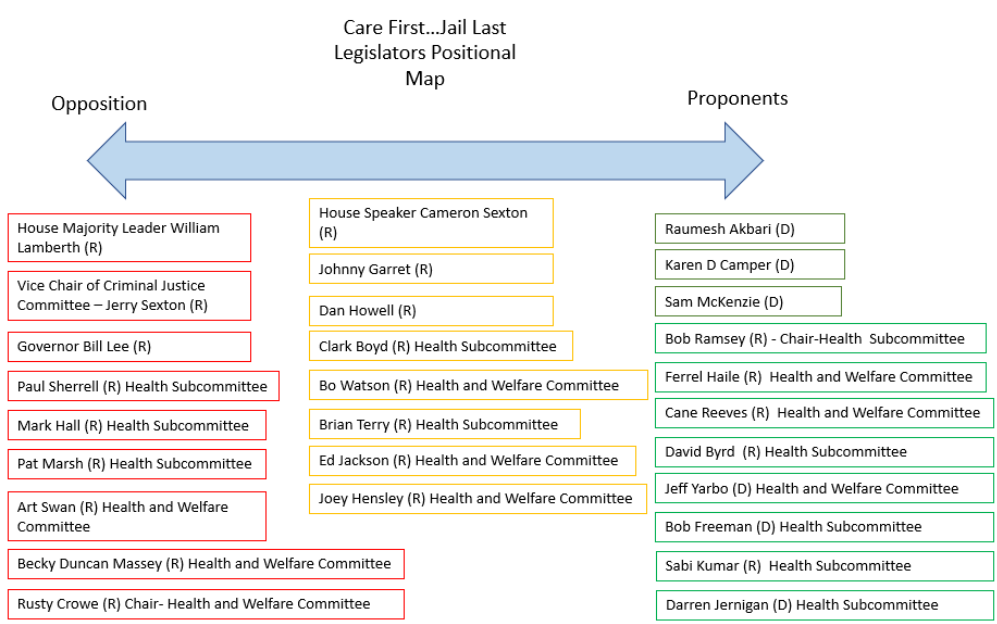 Care First...Jail Last
Legislators Positional
Map
Opposition
Proponents
House Majority Leader William
Lamberth (R)
Vice Chair of Criminal Justice
Committee – Jerry Sexton (R)
Governor Bill Lee (R)
Paul Sherrell (R) Health Subcommittee
Mark Hall (R) Health Subcommittee
Pat Marsh (R) Health Subcommittee
Art Swan (R) Health and Welfare
Committee
Becky Duncan Massey (R) Health and Welfare Committee
Rusty Crowe (R) Chair- Health and Welfare Committee
House Speaker Cameron Sexton
(R)
Johnny Garret (R)
Dan Howell (R)
Clark Boyd (R) Health Subcommittee
Bo Watson (R) Health and Welfare Committee
Brian Terry (R) Health Subcommittee
Ed Jackson (R) Health and Welfare Committee
Joey Hensley (R) Health and Welfare Committee
Raumesh Akbari (D)
Karen D Camper (D)
Sam McKenzie (D)
Bob Ramsey (R) - Chair-Health Subcommittee
Ferrel Haile (R) Health and Welfare Committee
Cane Reeves (R) Health and Welfare Committee
David Byrd (R) Health Subcommittee
Jeff Yarbo (D) Health and Welfare Committee
Bob Freeman (D) Health Subcommittee
Sabi Kumar (R) Health Subcommittee
Darren Jernigan (D) Health Subcommittee